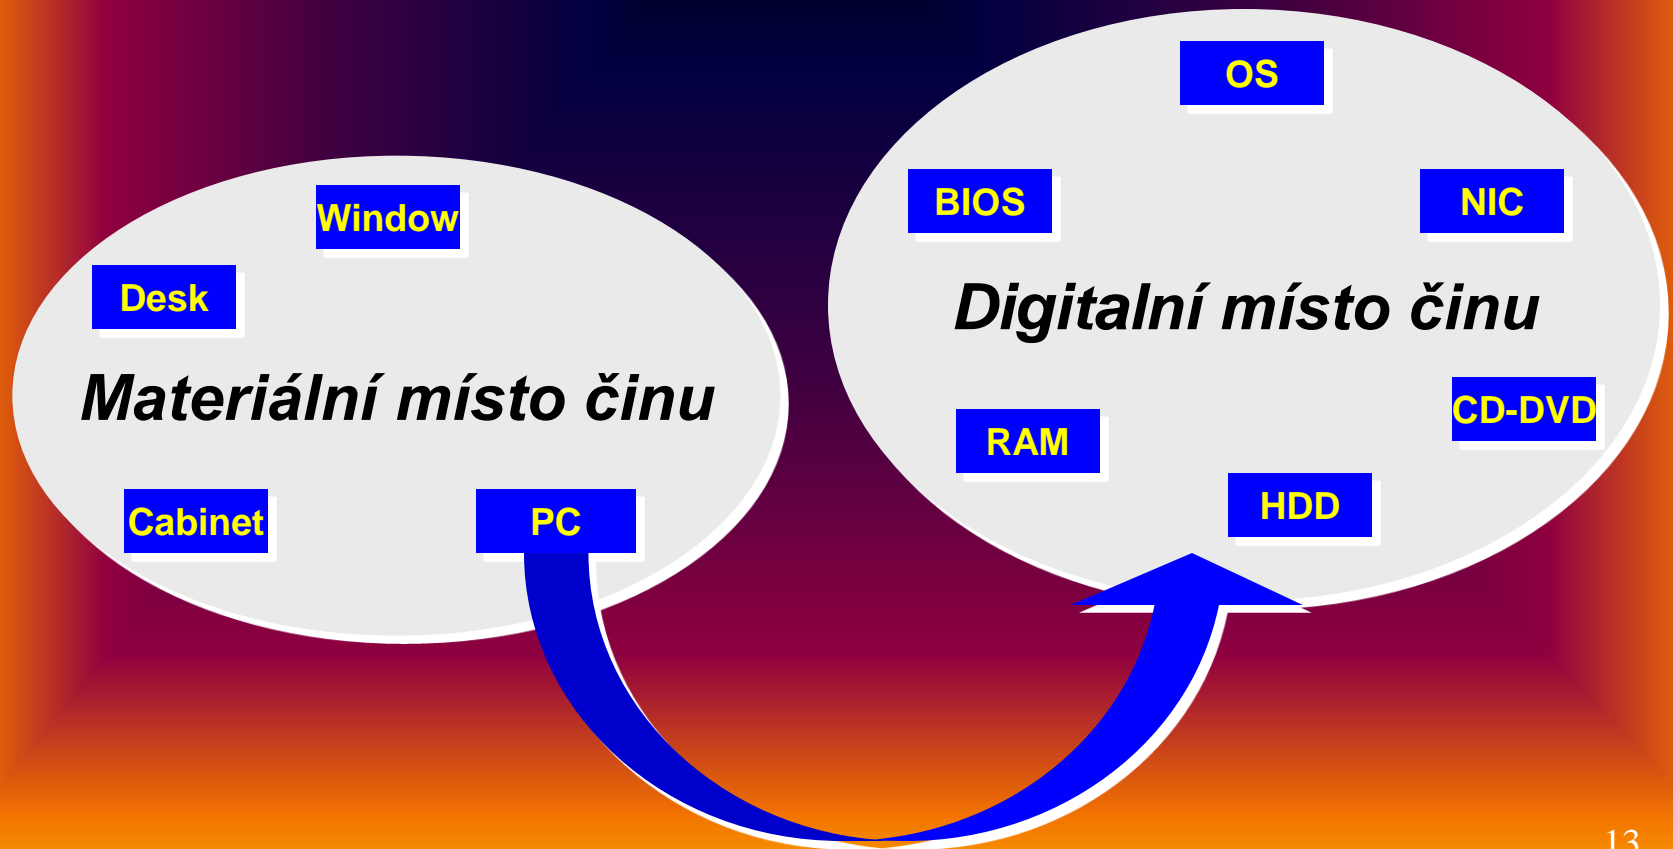 OS
BIOS
NIC
Window
Desk
Digitalní místo činu
Materiální místo činu
CD-DVD
RAM
HDD
Cabinet
PC
13